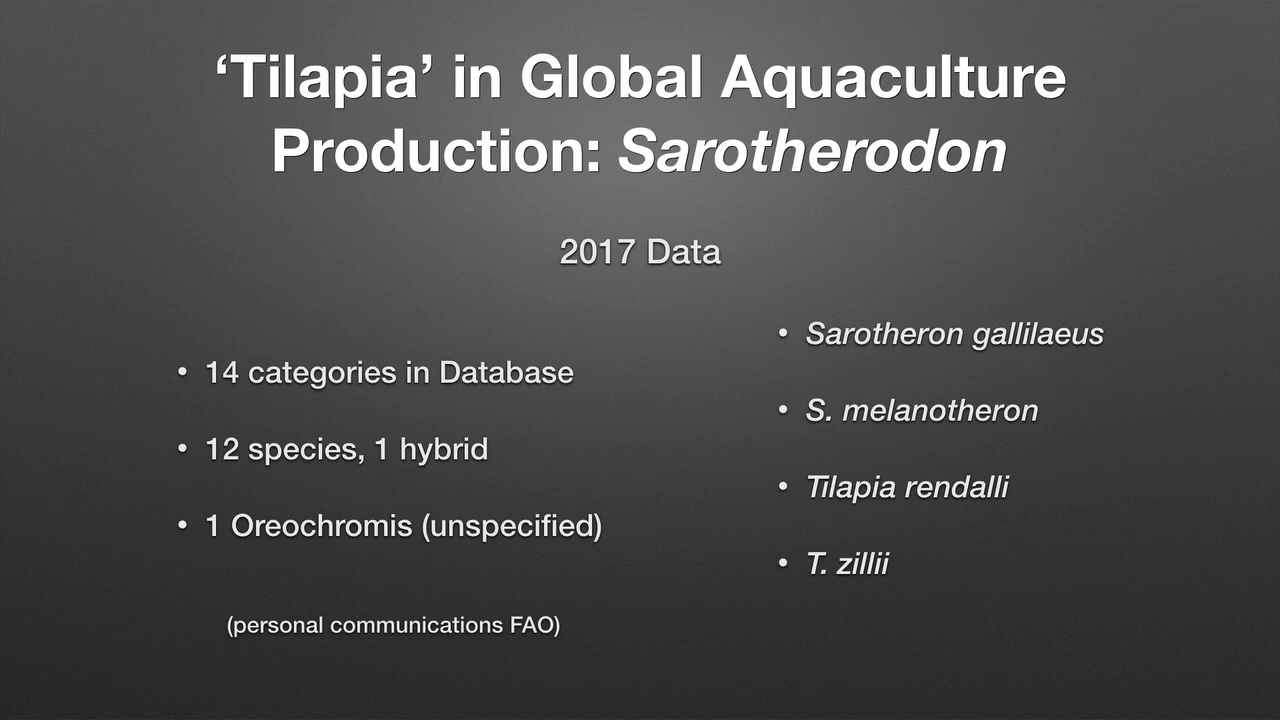 ‘Tilapia’ in Global Aquaculture
Production: Sarotherodon
2017 Data
• 14 categories in Database
• 12 species, 1 hybrid
• 1 Oreochromis (unspecified)
(personal communications FAO)
• Sarotheron gallilaeus
• S. melanotheron
• Tilapia rendalli
• T. zillii